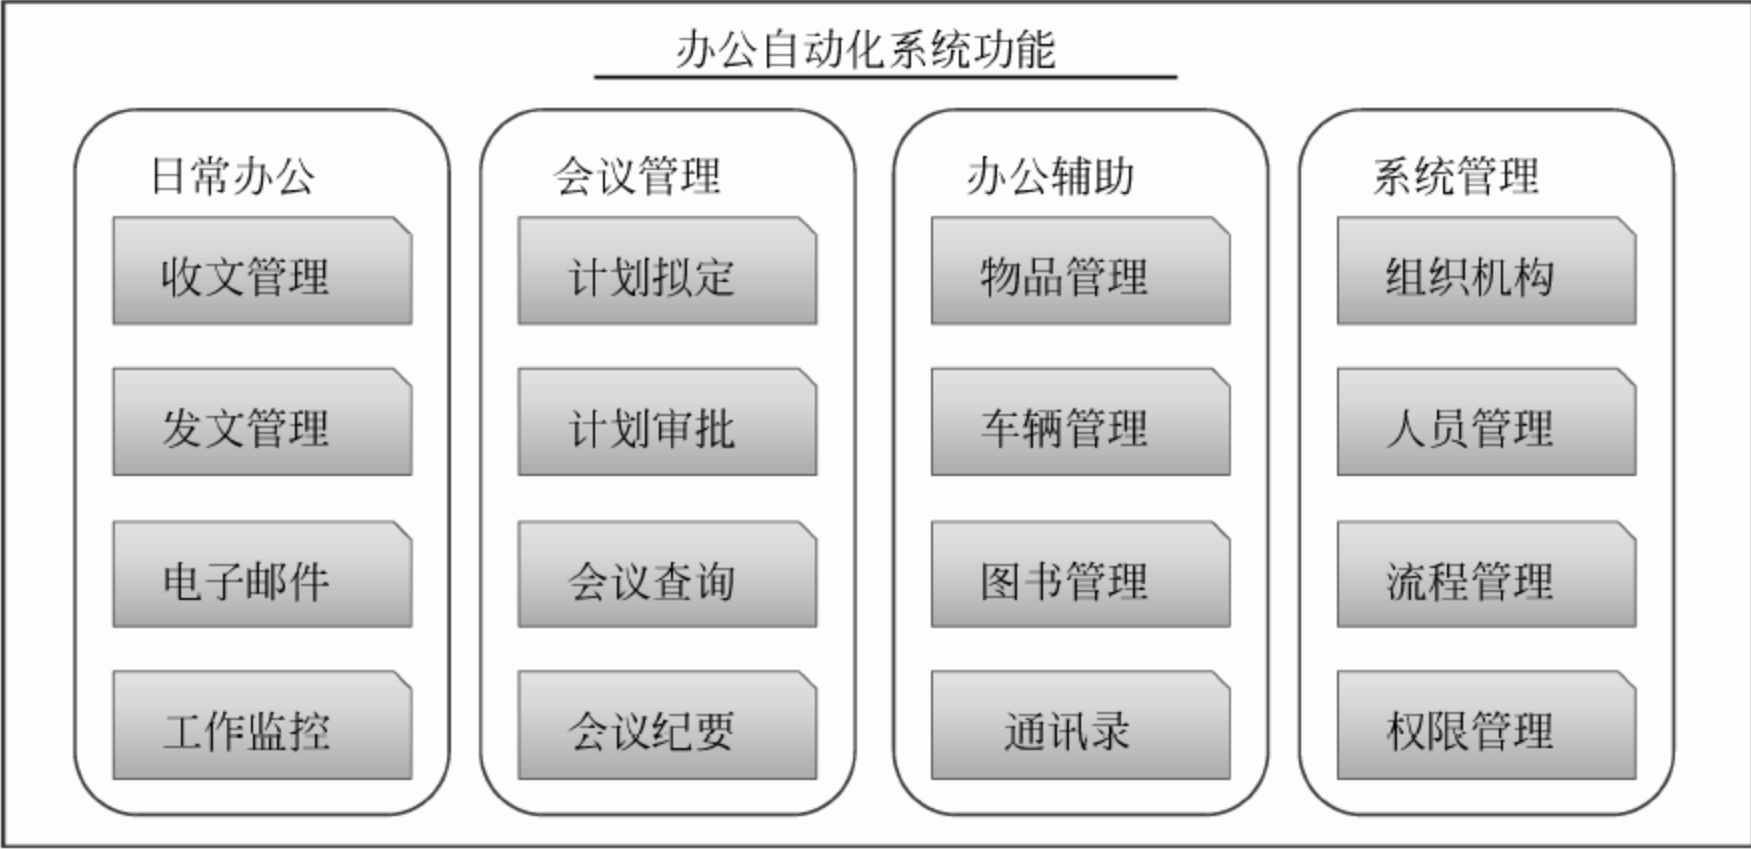 办公自动化系统功能
日常办公
收文管理
发文管理
电子邮件
工作监控
会议管理
计划拟定
计划审批
会议查询
会议纪要
办公辅助
物品管理
车辆管理
图书管理
通讯录
系统管理
组织机构
人员管理
流程管理
权限管理